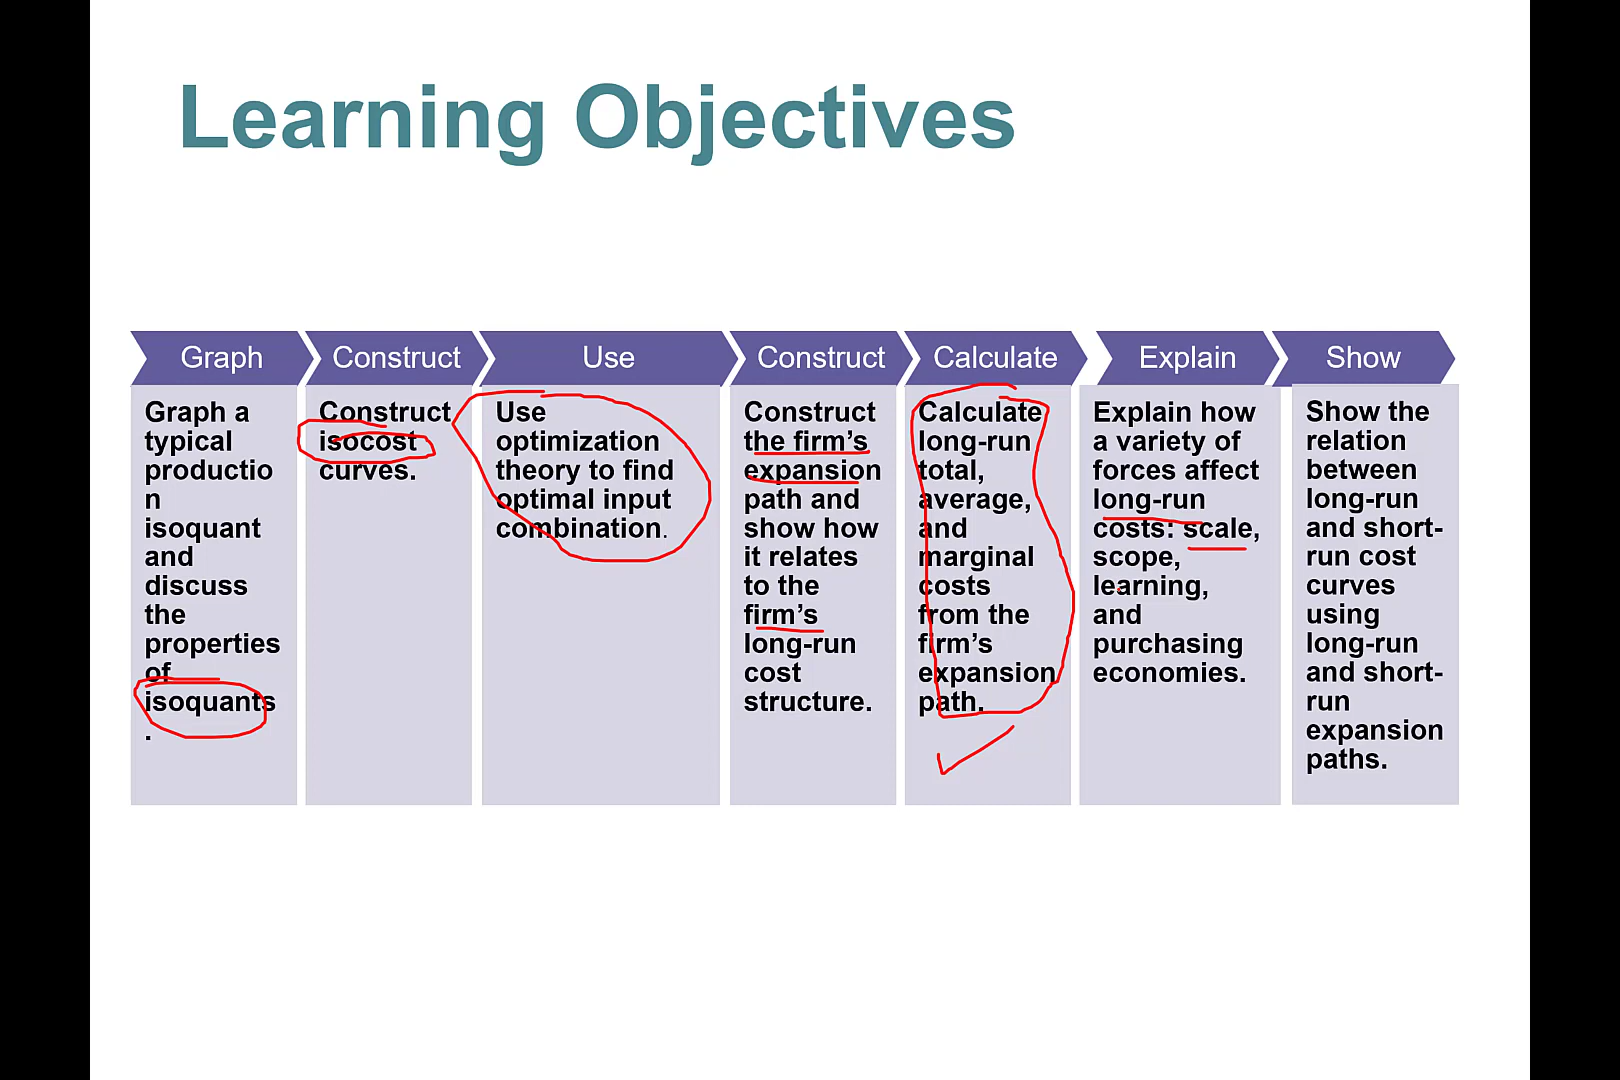 Learning Objectives
Graph
Graph a
typical
productio
n
isoquant
and
discuss
the
properties
of
isoquants
.
Construct
Construct
isocost
curves.
Use
Use
optimization
theory to find
optimal input
combination.
Construct
Construct
the firm’s
expansion
path and
show how
it relates
to the
firm’s
long-run
cost
structure.
Calculate
Calculate
long-run
total,
average,
and
marginal
costs
from the
firm’s
expansion
path.
Explain
Explain how
a variety of
forces affect
long-run
costs: scale,
scope,
learning,
and
purchasing
economies.
Show
Show the
relation
between
long-run
and short-
run cost
curves
using
long-run
and short-
run
expansion
paths.